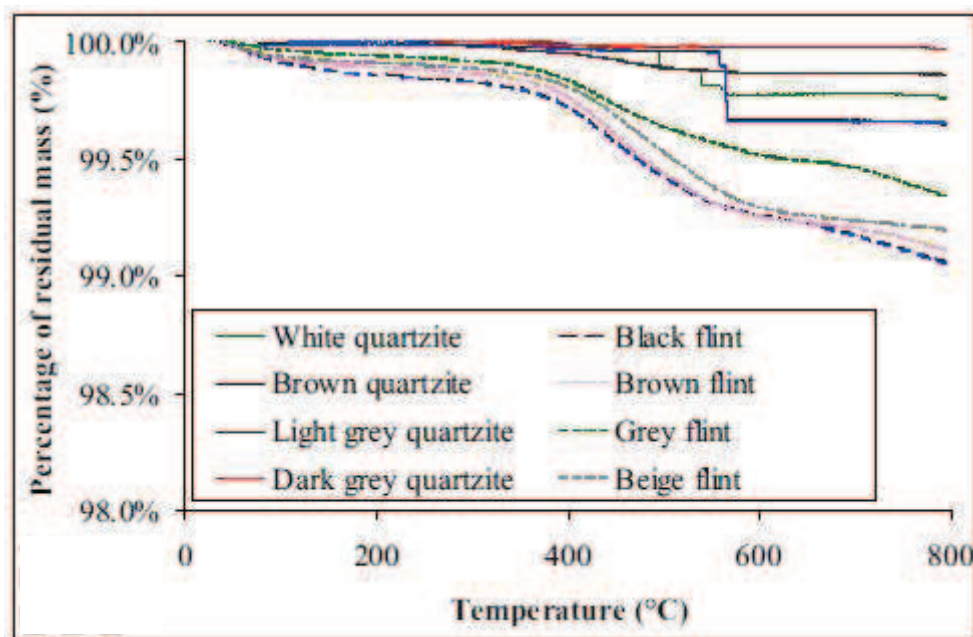 Percentage of residual mass (%)
100.0%
99.5%
99.0%
98.5%
98.0%
White quartzite
Black flint
Brown quartzite
Brown flint
Light grey quartzite
Grey flint
Dark grey quartzite
Beige flint
0
200
400
600
800
Temperature (°C)